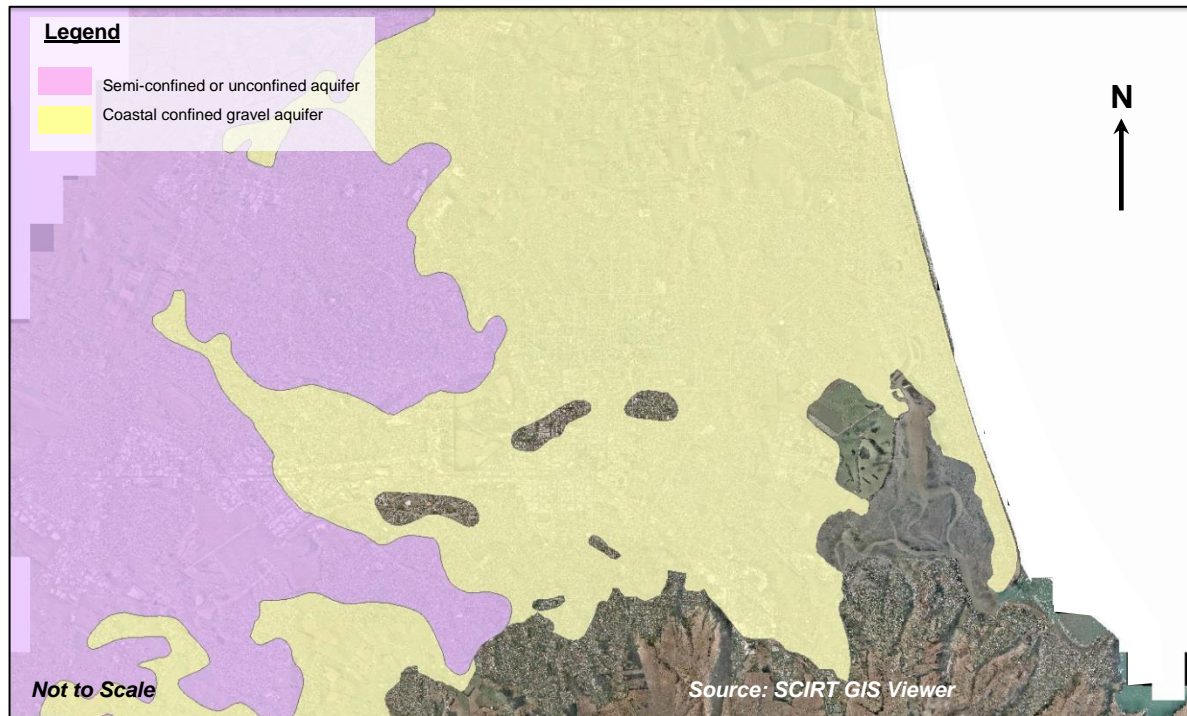 Legend
Semi-confined or unconfined aquifer
Coastal confined gravel aquifer
N
Not to Scale
Source: SCIRT GIS Viewer